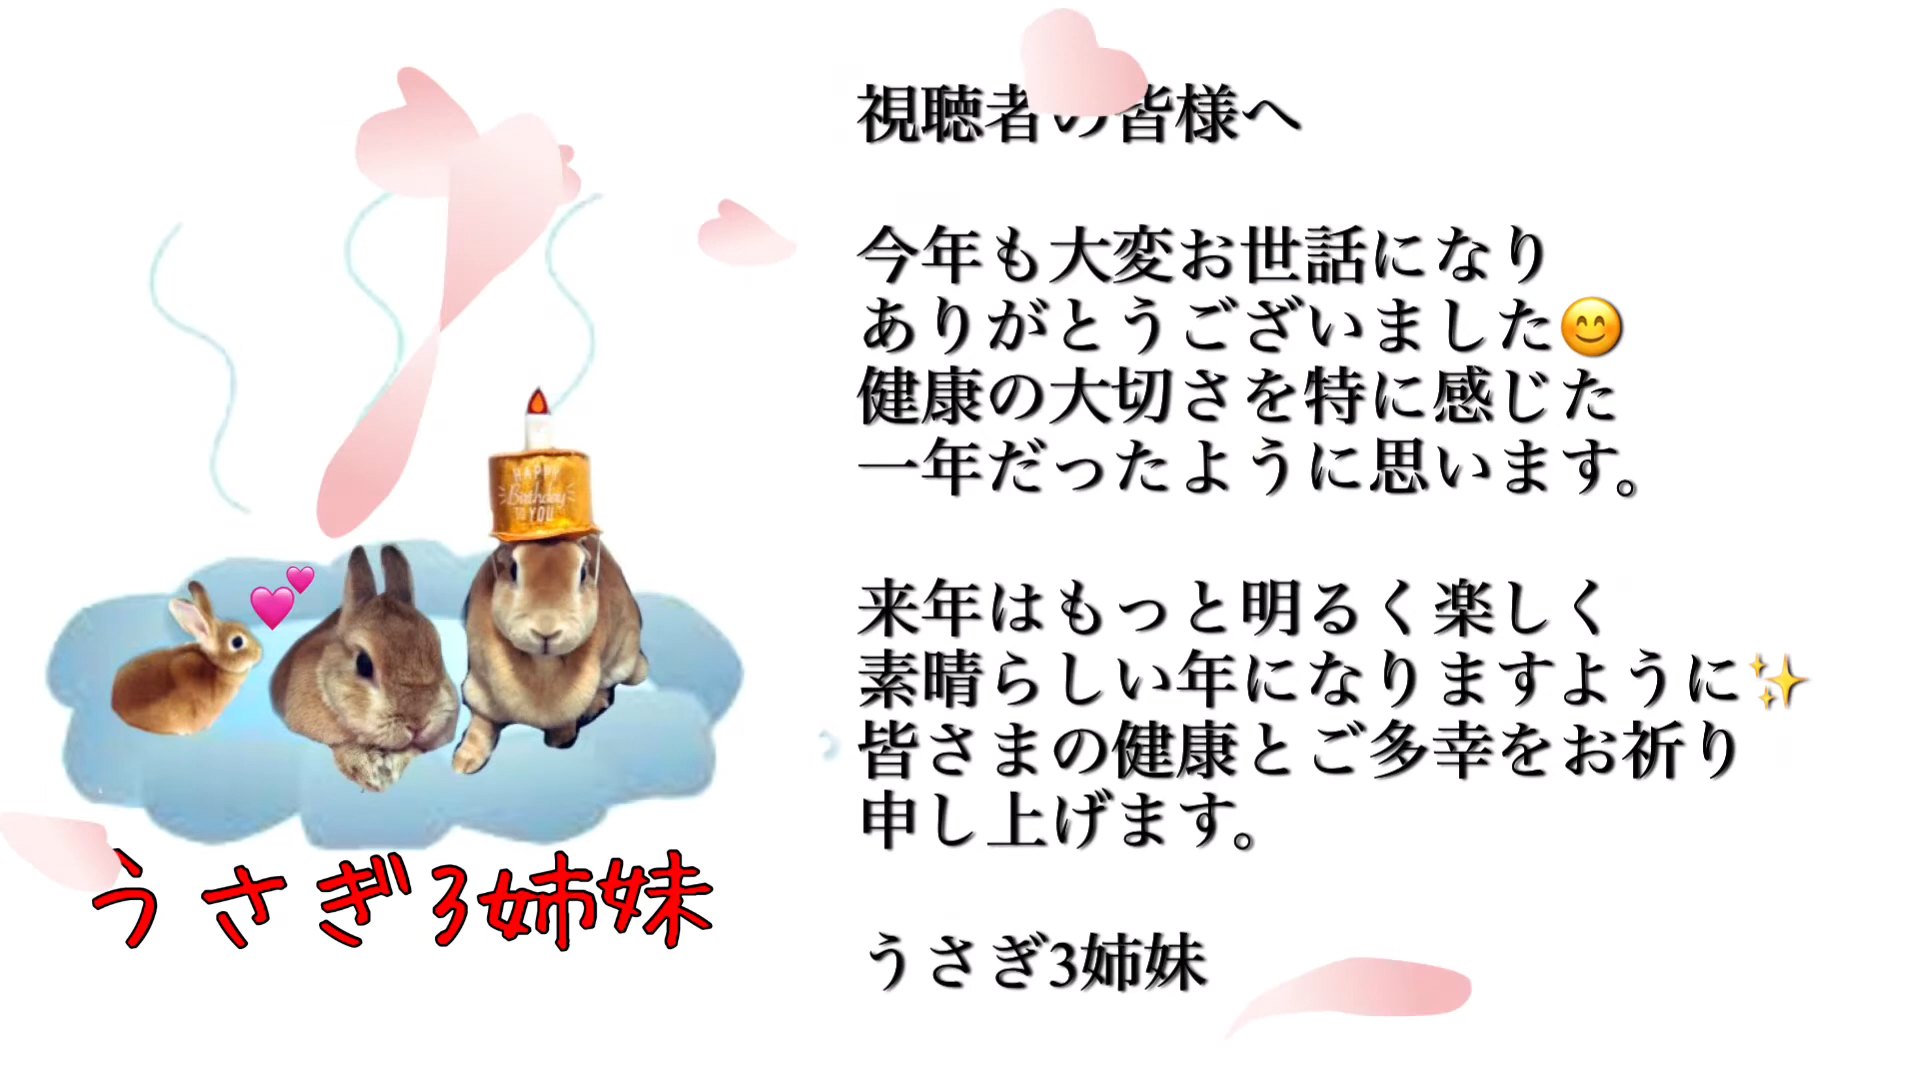 視聴者の皆様へ
今年も大変お世話になり
ありがとうございました😊
健康の大切さを特に感じた
一年だったように思います。
来年はもっと明るく楽しく
素晴らしい年になりますように✨
皆さまの健康とご多幸をお祈り
申し上げます。
うさぎ3姉妹
HAPPY
Birthday
TO YOU
うさぎ3姉妹